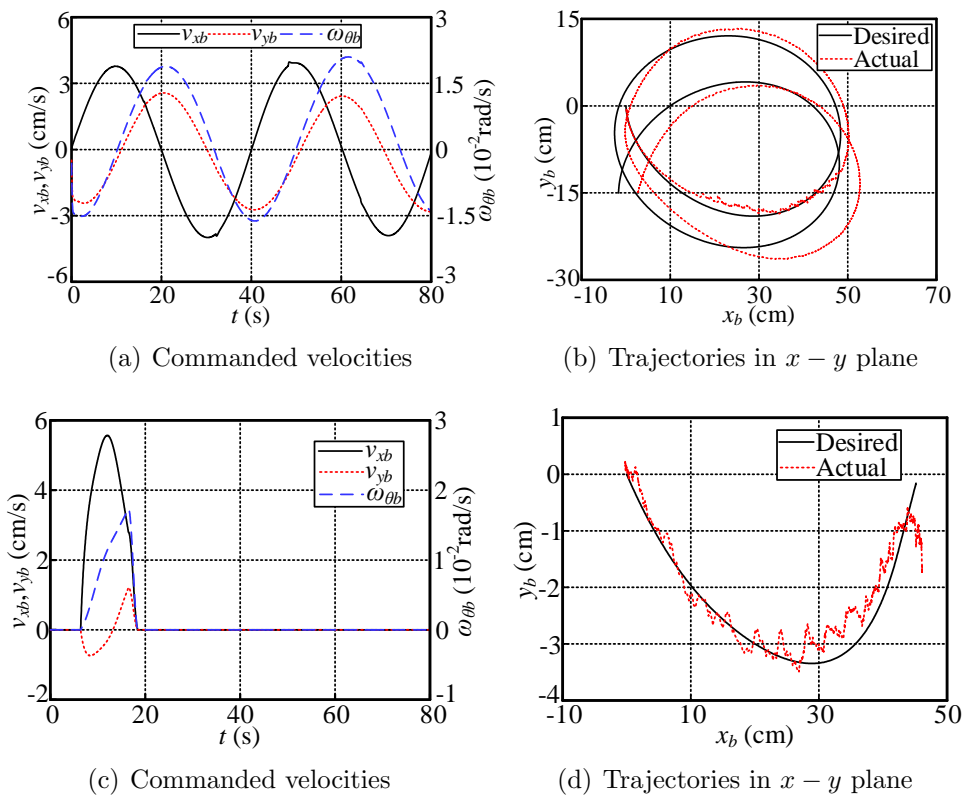 6
3
0
-3
-6
v_xb, v_yb (cm/s)
v_xb v_yb ω_θb
3
2
1
0
-1
-2
-3
ω_θb (10^-2 rad/s)
0 20 40 60 80
t (s)
(a) Commanded velocities
15
0
-15
-30
y_b (cm)
Desired
Actual
-10 10 30 50 70
x_b (cm)
(b) Trajectories in x − y plane
6
4
2
0
-2
v_xb, v_yb (cm/s)
v_xb
v_yb
ω_θb
3
2
1
0
-1
ω_θb (10^-2 rad/s)
0 20 40 60 80
t (s)
(c) Commanded velocities
1
0
-1
-2
-3
-4
y_b (cm)
Desired
Actual
-10 10 30 50
x_b (cm)
(d) Trajectories in x − y plane